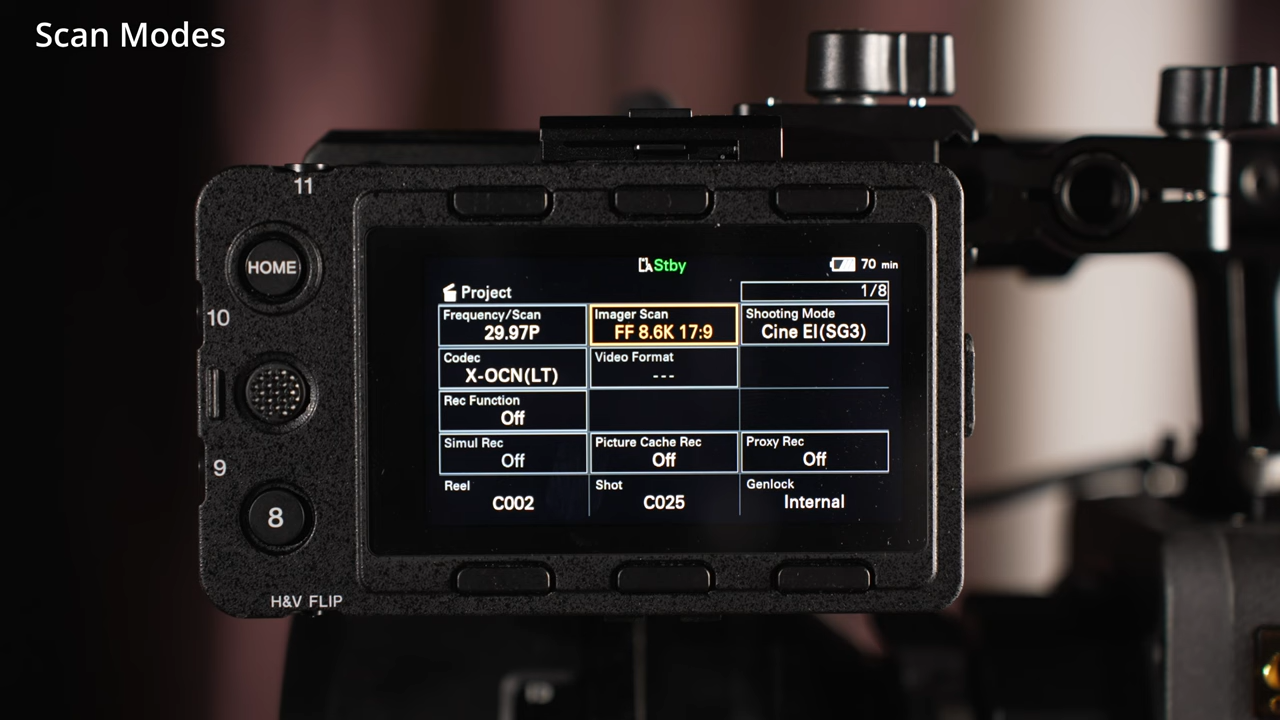 Scan Modes
11
HOME
10
9
8
H&V FLIP
Stby
70 min
Project
1/8
Frequency/Scan
29.97P
Imager Scan
FF 8.6K 17:9
Shooting Mode
Cine EI(SG3)
Codec
X-OCN(LT)
Video Format
---
Rec Function
Off
Simul Rec
Off
Picture Cache Rec
Off
Proxy Rec
Off
Reel
C002
Shot
C025
Genlock
Internal